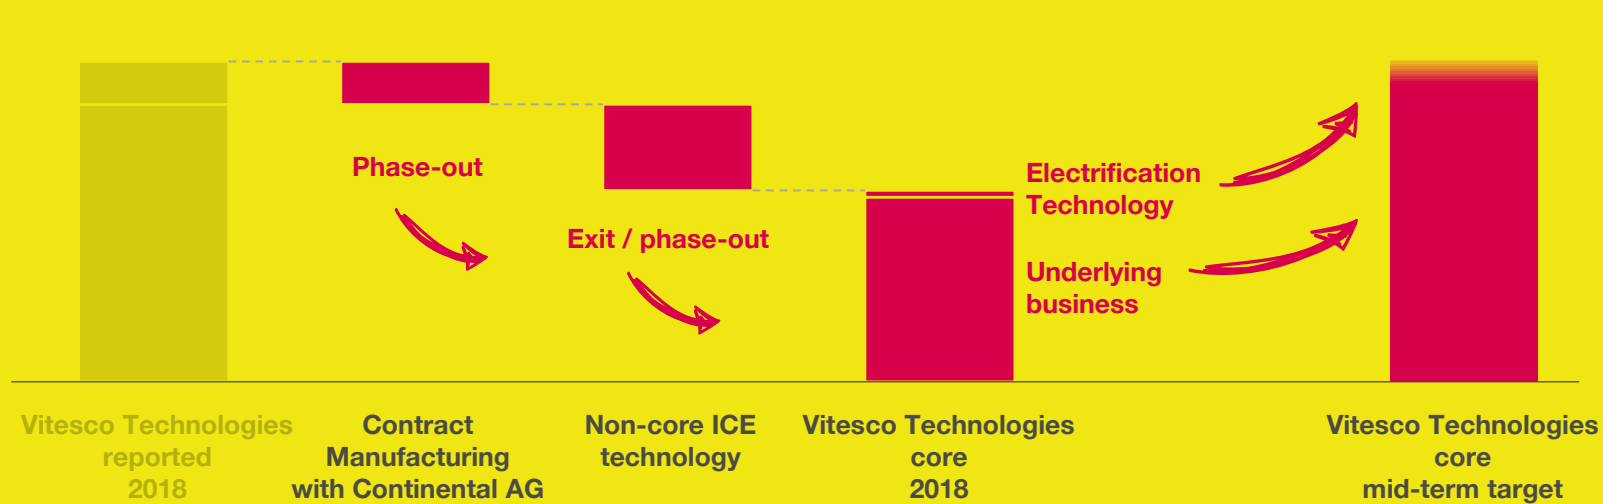 Phase-out
Exit / phase-out
Electrification
Technology
Underlying
business
Vitesco Technologies
reported
2018
Contract
Manufacturing
with Continental AG
Non-core ICE
technology
Vitesco Technologies
core
2018
Vitesco Technologies
core
mid-term target